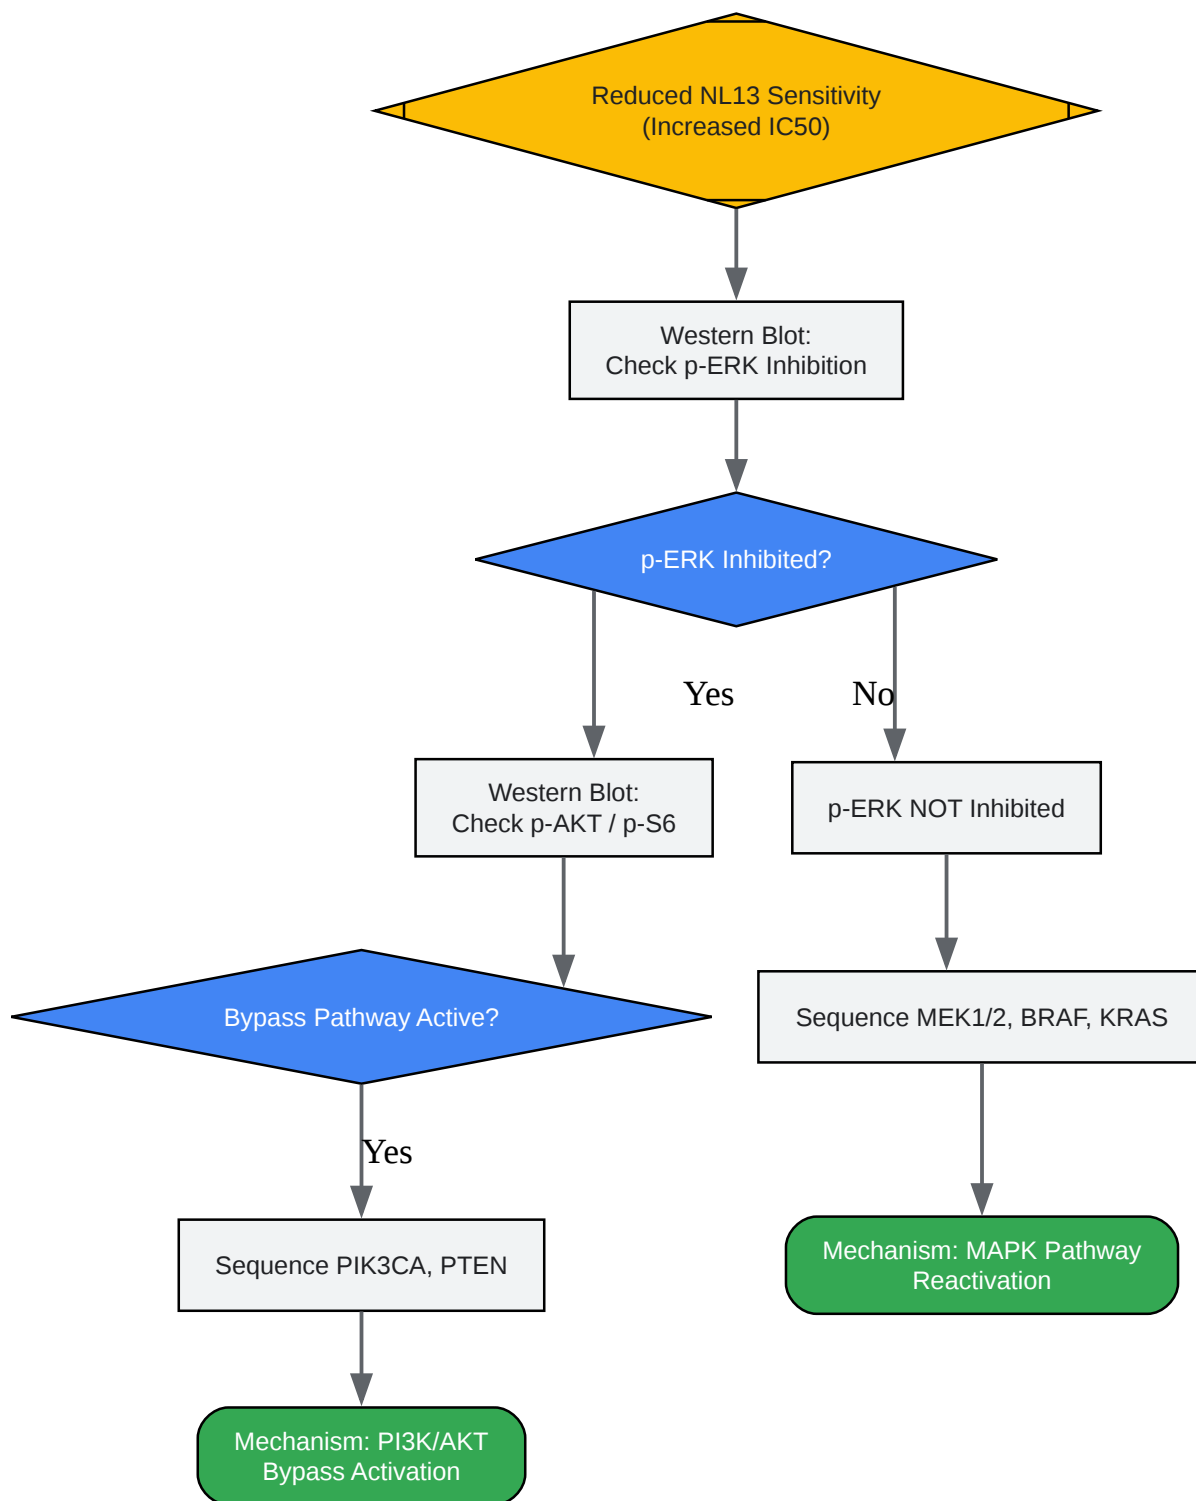 Reduced NL13 Sensitivity
(Increased IC50)
Western Blot:
Check p-ERK Inhibition
p-ERK Inhibited?
Yes
No
Western Blot:
Check p-AKT / p-S6
p-ERK NOT Inhibited
Bypass Pathway Active?
Sequence MEK1/2, BRAF, KRAS
Yes
Sequence PIK3CA, PTEN
Mechanism: MAPK Pathway
Reactivation
Mechanism: PI3K/AKT
Bypass Activation